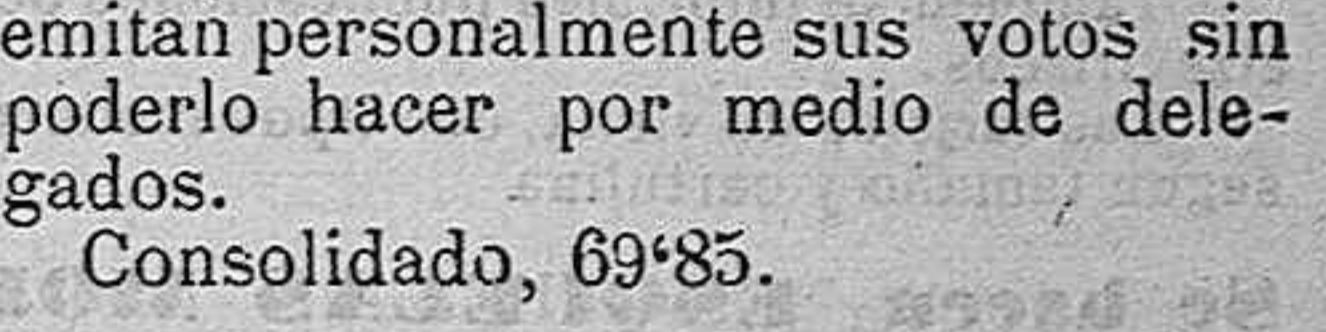 emitan personalmente sus votos sin
poderlo hacer por medio de dele-
gados.
Consolidado, 69‘85.